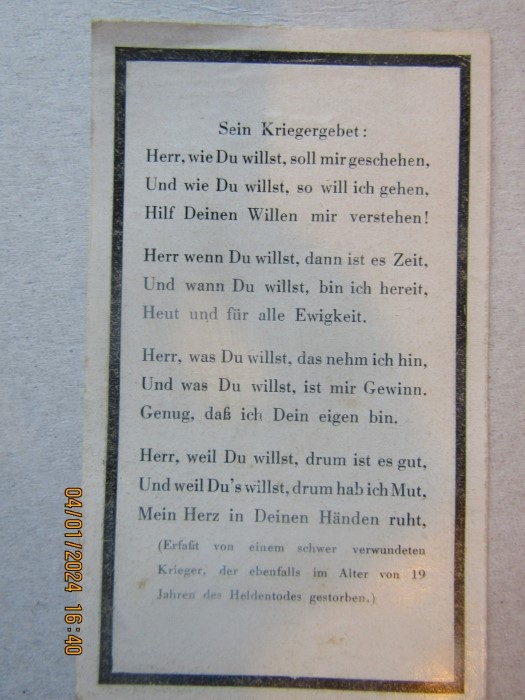 Sein Kriegergebet:
Herr, wie Du willst, soll mir geschehen,
Und wie Du willst, so will ich gehen,
Hilf Deinen Willen mir verstehen!
Herr wenn Du willst, dann ist es Zeit,
Und wann Du willst, bin ich hereit,
Heut und für alle Ewigkeit.
Herr, was Du willst, das nehm ich hin,
Und was Du willst, ist mir Gewinn.
Genug, daß ich Dein eigen bin.
Herr, weil Du willst, drum ist es gut,
Und weil Du's willst, drum hab ich Mut,
Mein Herz in Deinen Händen ruht,
(Erfaßt von einem schwer verwundeten
Krieger, der ebenfalls im Alter von 19
Jahren des Heldentodes gestorben.)
04/01/2024 16:40